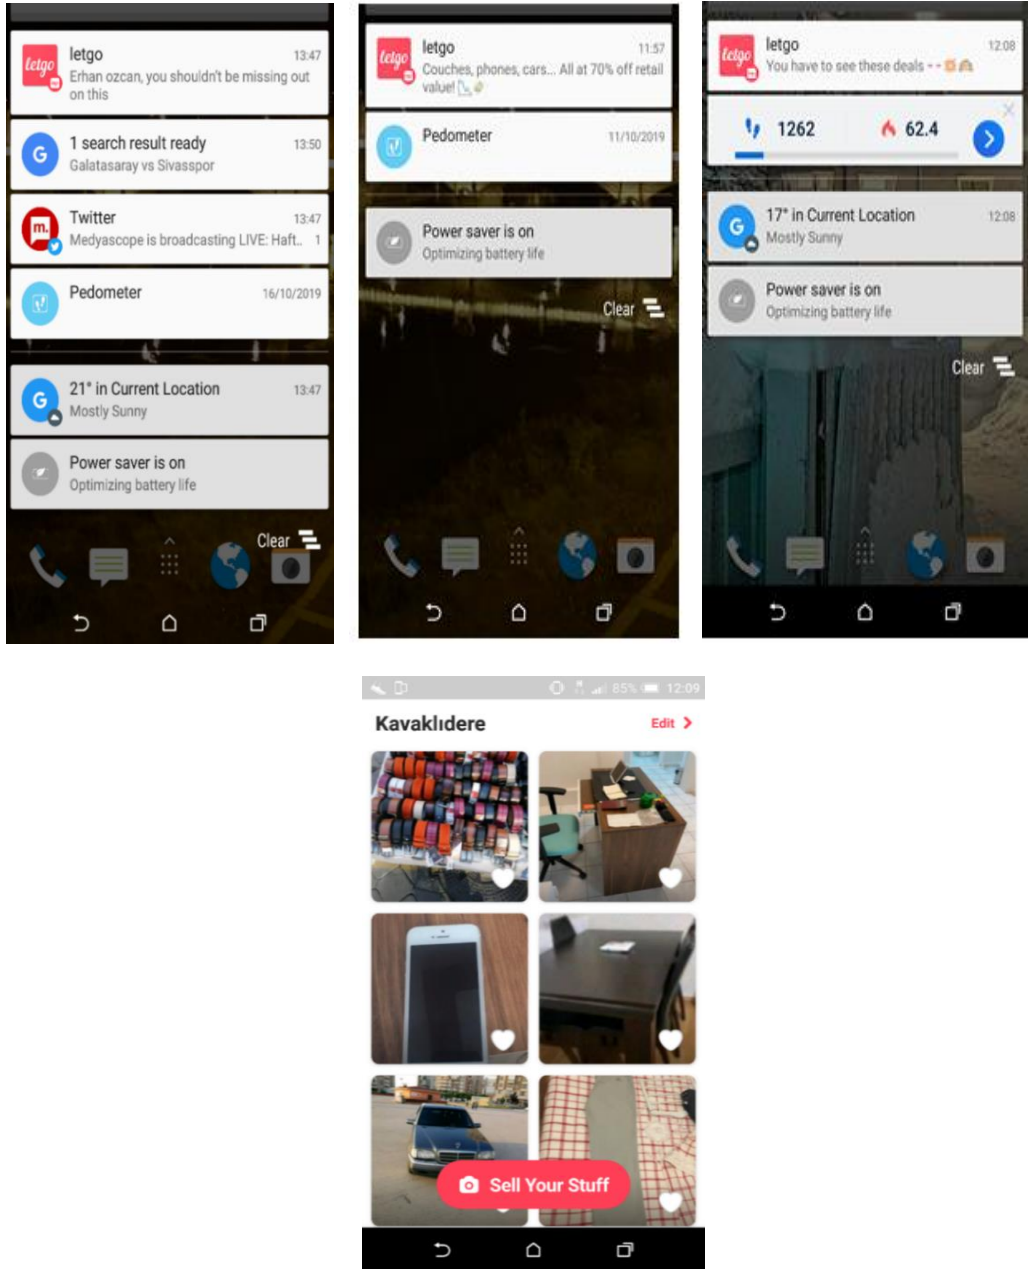 letgo
letgo 13:47
Erhan ozcan, you shouldn't be missing out
on this
G
1 search result ready 13:50
Galatasaray vs Sivasspor
m.
Twitter 13:47
Medyascope is broadcasting LIVE: Haft.. 1
Pedometer 16/10/2019
G
21° in Current Location 13:47
Mostly Sunny
Power saver is on
Optimizing battery life
Clear
letgo
letgo 11:57
Couches, phones, cars... All at 70% off retail
value!
Pedometer 11/10/2019
Power saver is on
Optimizing battery life
Clear
letgo
letgo 12:08
You have to see these deals
1262 62.4
G
17° in Current Location 12:08
Mostly Sunny
Power saver is on
Optimizing battery life
Clear
85% 12:09
Kavaklıdere Edit
Sell Your Stuff